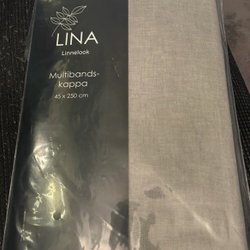 LINA
Linnelook
Multibands-
kappa
45 x 250 cm